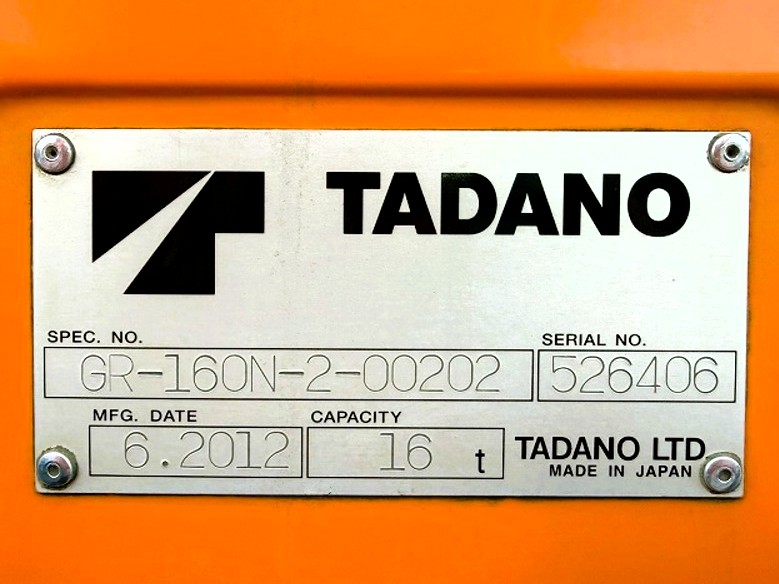 TADANO
SPEC. NO.
GR-160N-2-00202
SERIAL NO.
526406
MFG. DATE
6.2012
CAPACITY
16 t
TADANO LTD
MADE IN JAPAN